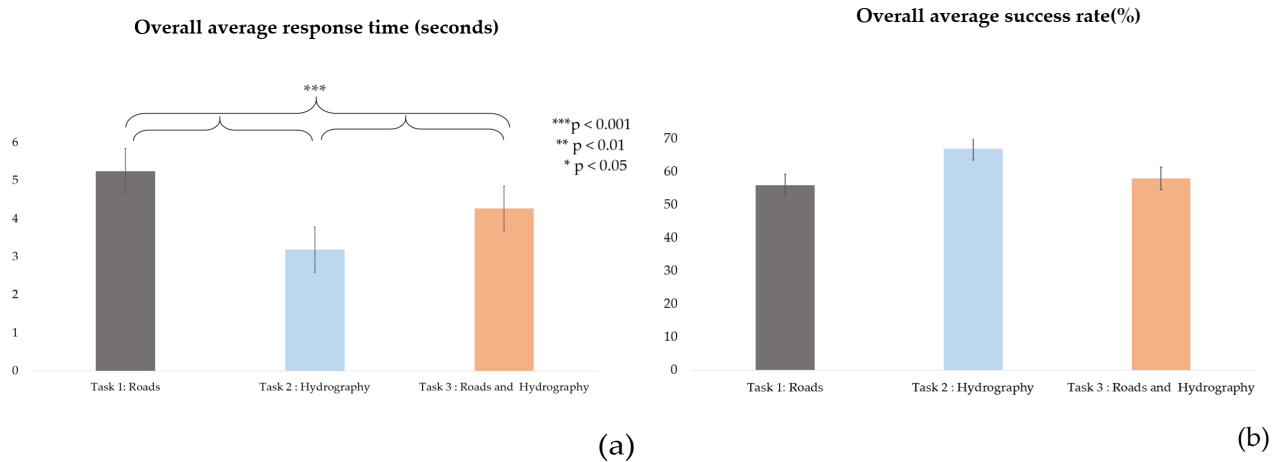 Overall average response time (seconds)
***
***p < 0.001
** p < 0.01
* p < 0.05
6
5
4
3
2
1
0
Task 1: Roads
Task 2 : Hydrography
Task 3 : Roads and Hydrography
(a)
Overall average success rate(%)
70
60
50
40
30
20
10
0
Task 1: Roads
Task 2 : Hydrography
Task 3 : Roads and Hydrography
(b)